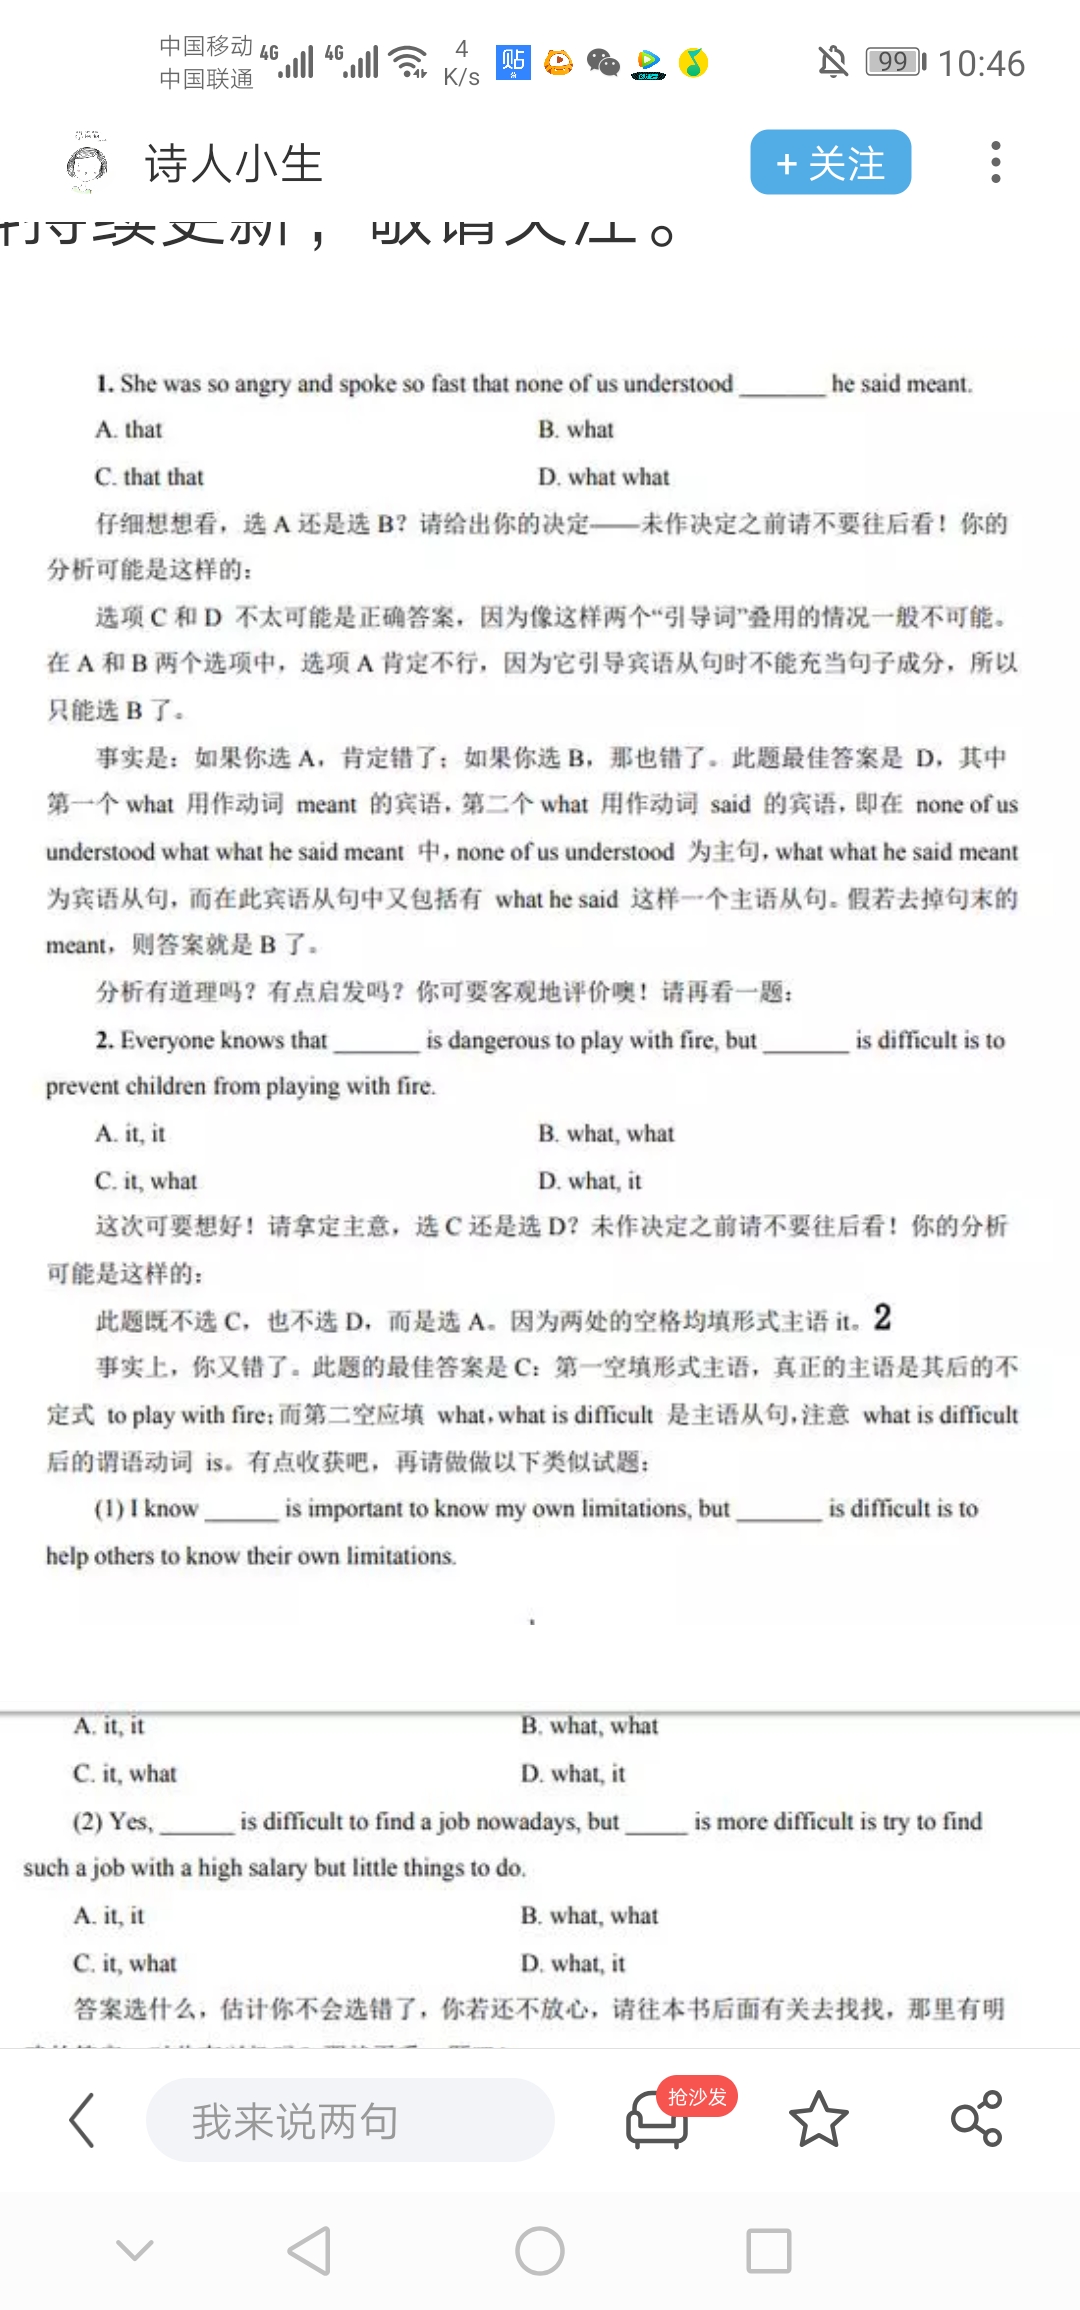 中国移动 4G 4G 4 99 10:46
中国联通 K/s
贴
诗人小生 + 关注
持续更新，敬请关注。
1. She was so angry and spoke so fast that none of us understood _______ he said meant.
A. that B. what
C. that that D. what what
仔细想想看，选 A 还是选 B？请给出你的决定——未作决定之前请不要往后看！你的
分析可能是这样的：
选项 C 和 D 不太可能是正确答案，因为像这样两个“引导词”叠用的情况一般不可能。
在 A 和 B 两个选项中，选项 A 肯定不行，因为它引导宾语从句时不能充当句子成分，所以
只能选 B 了。
事实是：如果你选 A，肯定错了；如果你选 B，那也错了。此题最佳答案是 D，其中
第一个 what 用作动词 meant 的宾语，第二个 what 用作动词 said 的宾语，即在 none of us
understood what what he said meant 中，none of us understood 为主句，what what he said meant
为宾语从句，而在此宾语从句中又包括有 what he said 这样一个主语从句。假若去掉句末的
meant，则答案就是 B 了。
分析有道理吗？有点启发吗？你可要客观地评价噢！请再看一题：
2. Everyone knows that _______ is dangerous to play with fire, but _______ is difficult is to
prevent children from playing with fire.
A. it, it B. what, what
C. it, what D. what, it
这次可要想好！请拿定主意，选 C 还是选 D？未作决定之前请不要往后看！你的分析
可能是这样的：
此题既不选 C，也不选 D，而是选 A。因为两处的空格均填形式主语 it。2
事实上，你又错了。此题的最佳答案是 C：第一空填形式主语，真正的主语是其后的不
定式 to play with fire；而第二空应填 what，what is difficult 是主语从句，注意 what is difficult
后的谓语动词 is。有点收获吧，再请做做以下类似试题：
(1) I know ______ is important to know my own limitations, but _______ is difficult is to
help others to know their own limitations.
A. it, it B. what, what
C. it, what D. what, it
(2) Yes, ______ is difficult to find a job nowadays, but _____ is more difficult is try to find
such a job with a high salary but little things to do.
A. it, it B. what, what
C. it, what D. what, it
答案选什么，估计你不会选错了，你若还不放心，请往本书后面有关去找找，那里有明
我来说两句 抢沙发